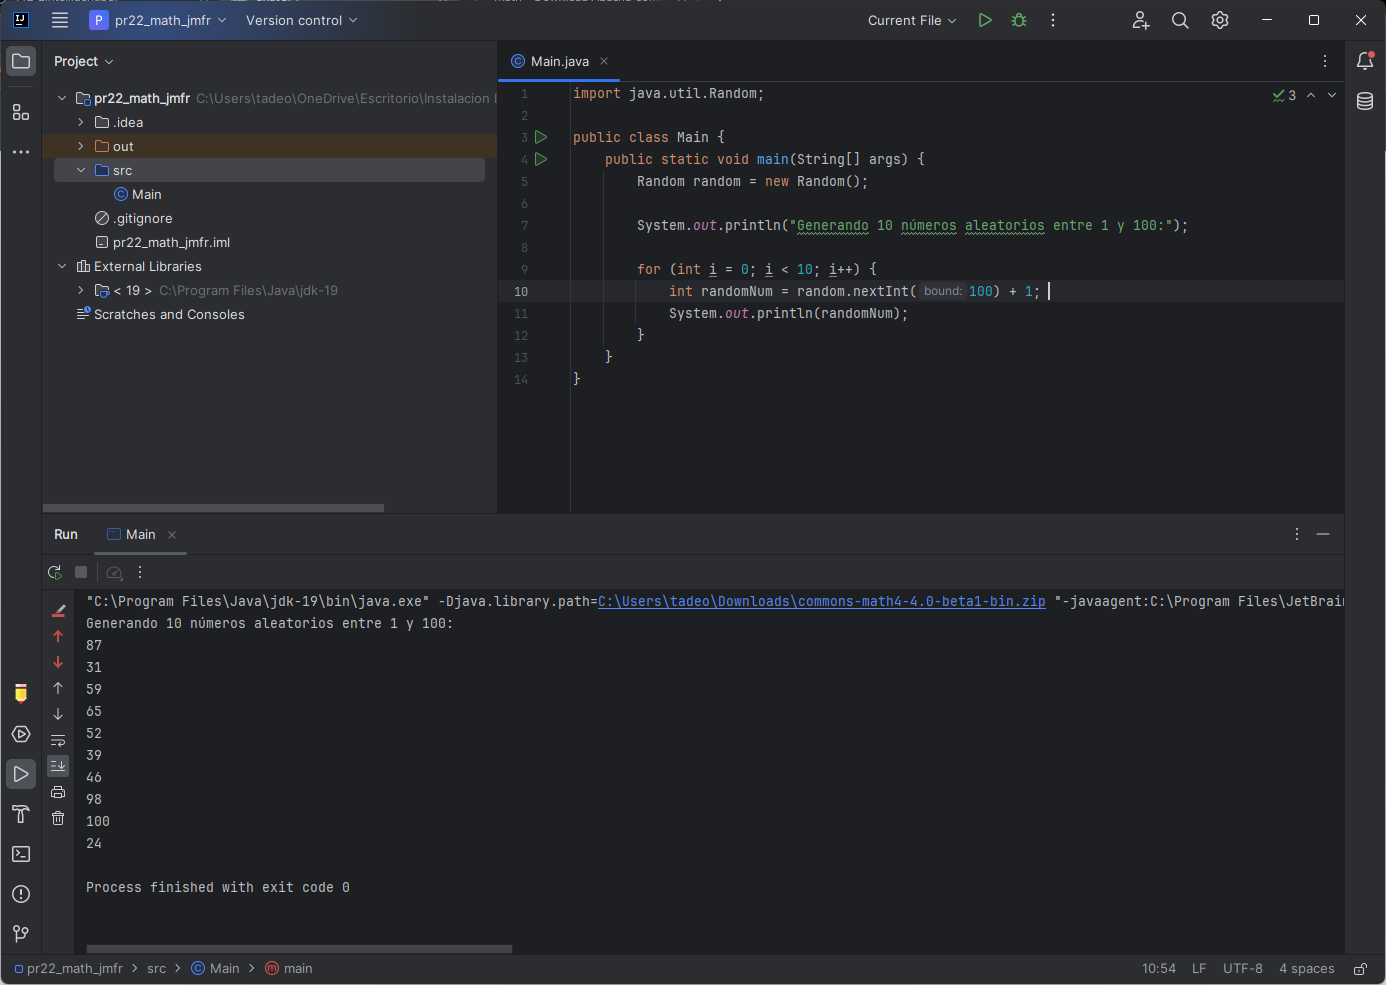 P pr22_math_jmfr Version control Current File
Project
pr22_math_jmfr C:\Users\tadeo\OneDrive\Escritorio\Instalacion
.idea
out
src
Main
.gitignore
pr22_math_jmfr.iml
External Libraries
< 19 > C:\Program Files\Java\jdk-19
Scratches and Consoles
Main.java
3
1 import java.util.Random;
2
3 public class Main {
4 public static void main(String[] args) {
5 Random random = new Random();
6
7 System.out.println("Generando 10 números aleatorios entre 1 y 100:");
8
9 for (int i = 0; i < 10; i++) {
10 int randomNum = random.nextInt( bound: 100) + 1;
11 System.out.println(randomNum);
12 }
13 }
14 }
Run Main
"C:\Program Files\Java\jdk-19\bin\java.exe" -Djava.library.path=C:\Users\tadeo\Downloads\commons-math4-4.0-beta1-bin.zip "-javaagent:C:\Program Files\JetBrain
Generando 10 números aleatorios entre 1 y 100:
87
31
59
65
52
39
46
98
100
24
Process finished with exit code 0
pr22_math_jmfr > src > Main > main 10:54 LF UTF-8 4 spaces